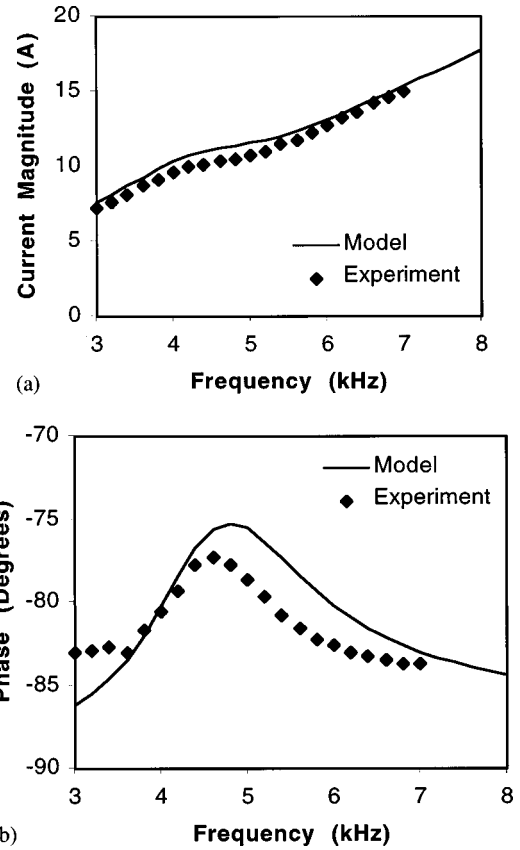 20
15
10
5
0
Current Magnitude (A)
Model
Experiment
3 4 5 6 7 8
(a)
Frequency (kHz)
-70
-75
-80
-85
-90
Phase (Degrees)
Model
Experiment
3 4 5 6 7 8
b)
Frequency (kHz)